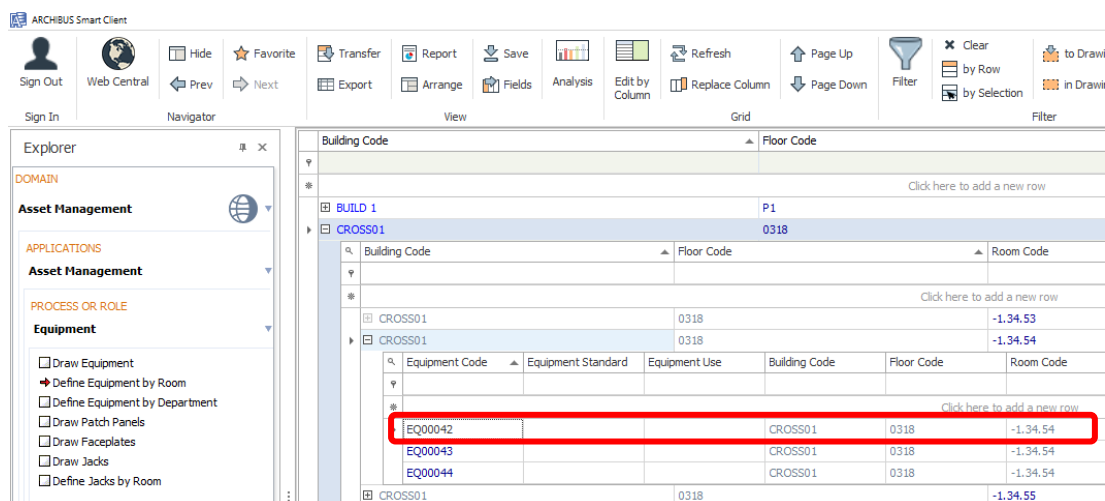 ARCHIBUS Smart Client
Sign Out
Web Central
Hide
Favorite
Prev
Next
Transfer
Report
Save
Export
Arrange
Fields
Analysis
Edit by
Column
Refresh
Page Up
Replace Column
Page Down
Filter
Clear
by Row
by Selection
to Drawi
in Drawin
Sign In
Navigator
View
Grid
Filter
Explorer
DOMAIN
Asset Management
APPLICATIONS
Asset Management
PROCESS OR ROLE
Equipment
Draw Equipment
Define Equipment by Room
Define Equipment by Department
Draw Patch Panels
Draw Faceplates
Draw Jacks
Define Jacks by Room
Building Code Floor Code
Click here to add a new row
BUILD 1 P1
CROSS01 0318
Building Code Floor Code Room Code
Click here to add a new row
CROSS01 0318 -1.34.53
CROSS01 0318 -1.34.54
Equipment Code Equipment Standard Equipment Use Building Code Floor Code Room Code
Click here to add a new row
EQ00042 CROSS01 0318 -1.34.54
EQ00043 CROSS01 0318 -1.34.54
EQ00044 CROSS01 0318 -1.34.54
CROSS01 0318 -1.34.55